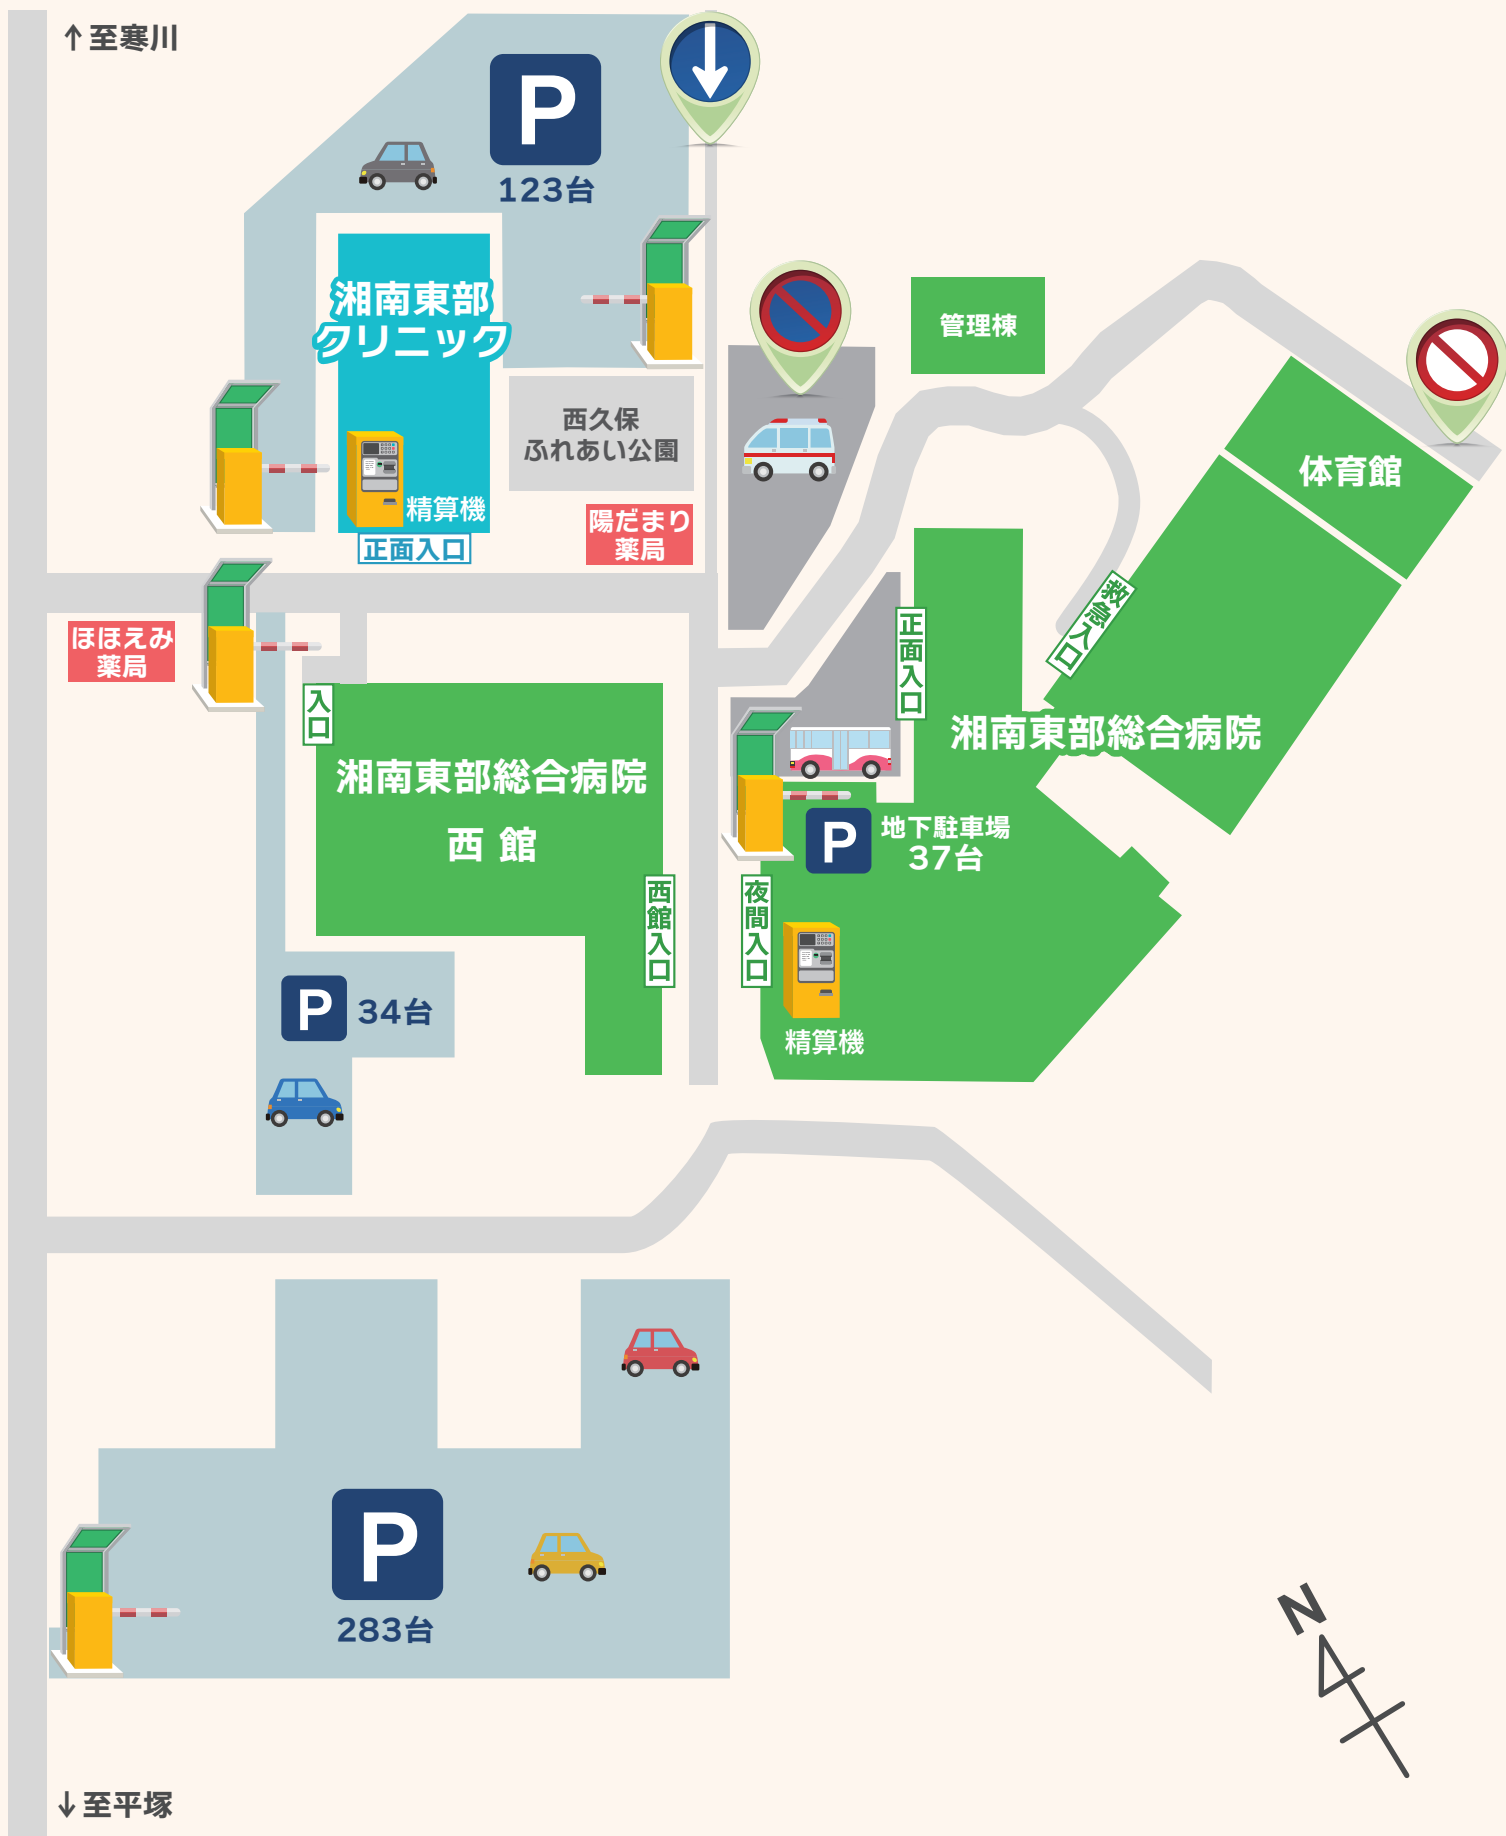 ↑至寒川
P
123台
湘南東部
クリニック
管理棟
西久保
ふれあい公園
体育館
精算機
陽だまり
薬局
正面入口
救急入口
正面入口
ほほえみ
薬局
入口
湘南東部総合病院
湘南東部総合病院
西館
P
地下駐車場
37台
西館入口
夜間入口
P
34台
精算機
P
283台
N
↓至平塚